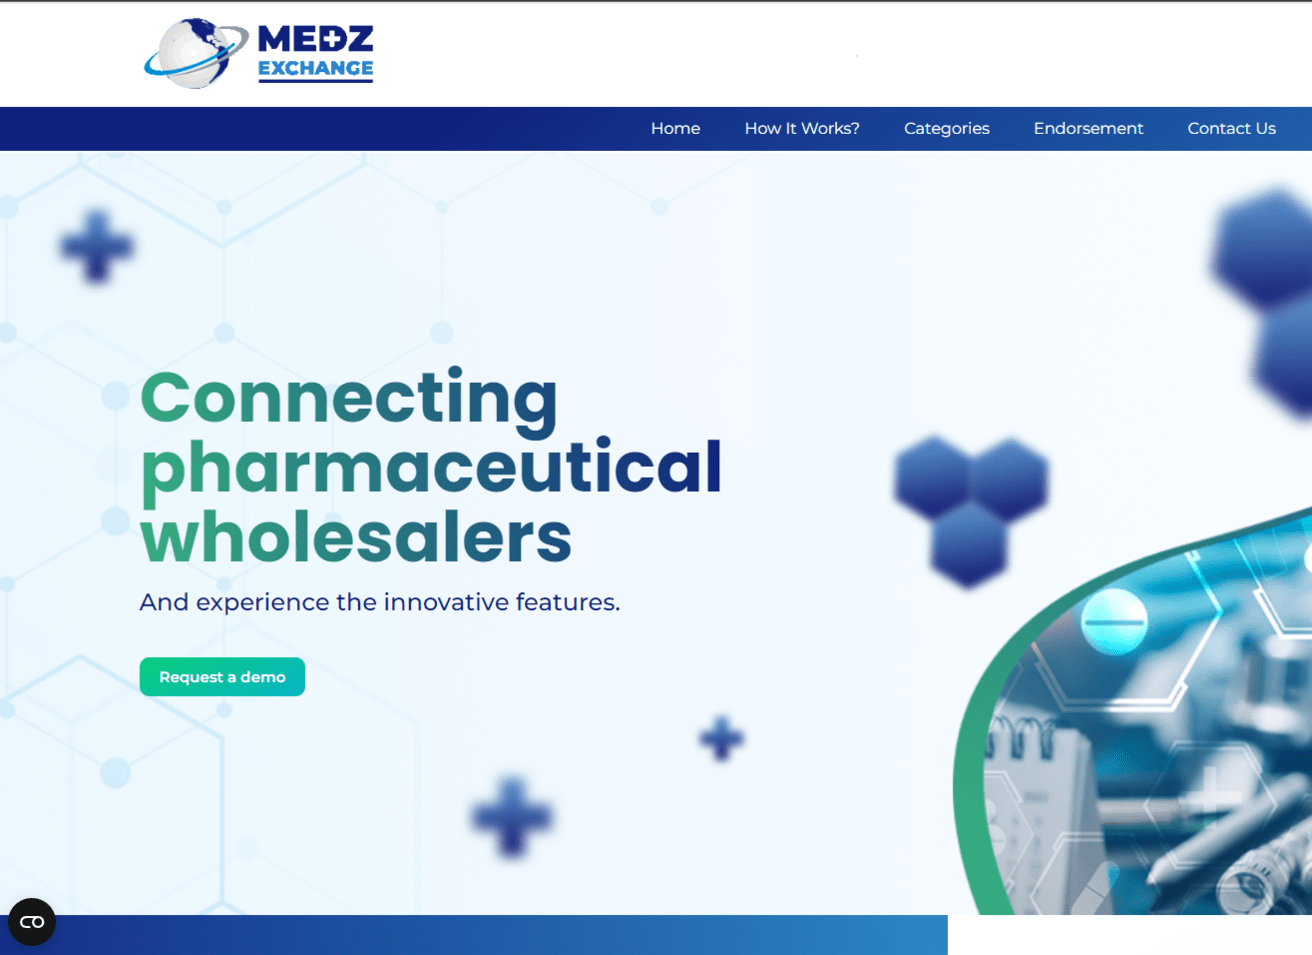 MEDZ
EXCHANGE
Home How It Works? Categories Endorsement Contact Us
Connecting
pharmaceutical
wholesalers
And experience the innovative features.
Request a demo